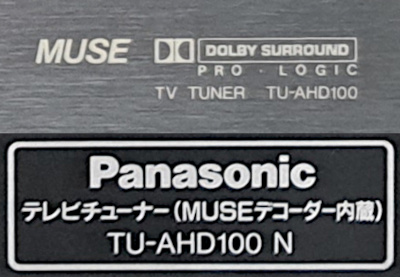 MUSE DOLBY SURROUND
PRO · LOGIC
TV TUNER TU-AHD100
Panasonic
テレビチューナー(MUSEデコーダー内蔵)
TU-AHD100 N